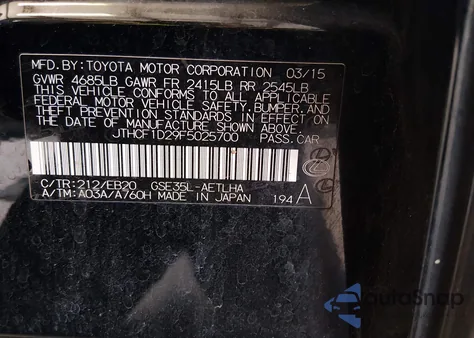 MFD.BY:TOYOTA MOTOR CORPORATION 03/15
GVWR 4685LB GAWR FR 2415LB RR 2545LB
THIS VEHICLE CONFORMS TO ALL APPLICABLE
FEDERAL MOTOR VEHICLE SAFETY,BUMPER,AND
THEFT PREVENTION STANDARDS IN EFFECT ON
THE DATE OF MANUFACTURE SHOWN ABOVE.
JTHCF1D29F5025700 PASS.CAR
C/TR:212/EB20 GSE35L-AETLHA
A/TM:A03A/A760H MADE IN JAPAN 194 A
AutoSnap